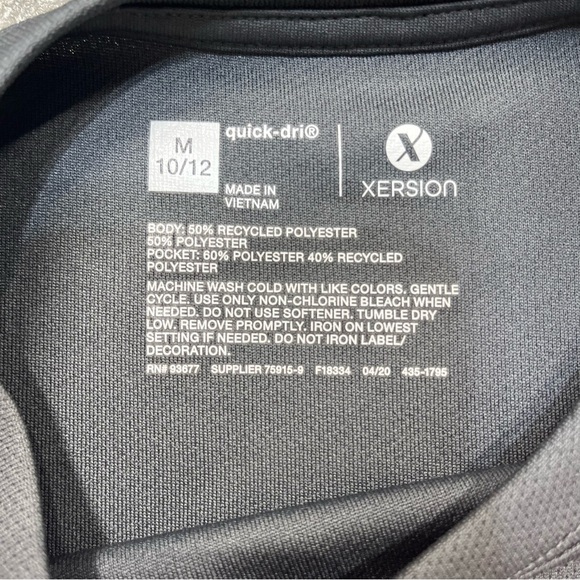 M
10/12
quick-dri®
MADE IN
VIETNAM
X
XERSION
BODY: 50% RECYCLED POLYESTER
50% POLYESTER
POCKET: 60% POLYESTER 40% RECYCLED
POLYESTER
MACHINE WASH COLD WITH LIKE COLORS. GENTLE
CYCLE. USE ONLY NON-CHLORINE BLEACH WHEN
NEEDED. DO NOT USE SOFTENER. TUMBLE DRY
LOW. REMOVE PROMPTLY. IRON ON LOWEST
SETTING IF NEEDED. DO NOT IRON LABEL/
DECORATION.
RN# 93677 SUPPLIER 75915-9 F18334 04/20 435-1795